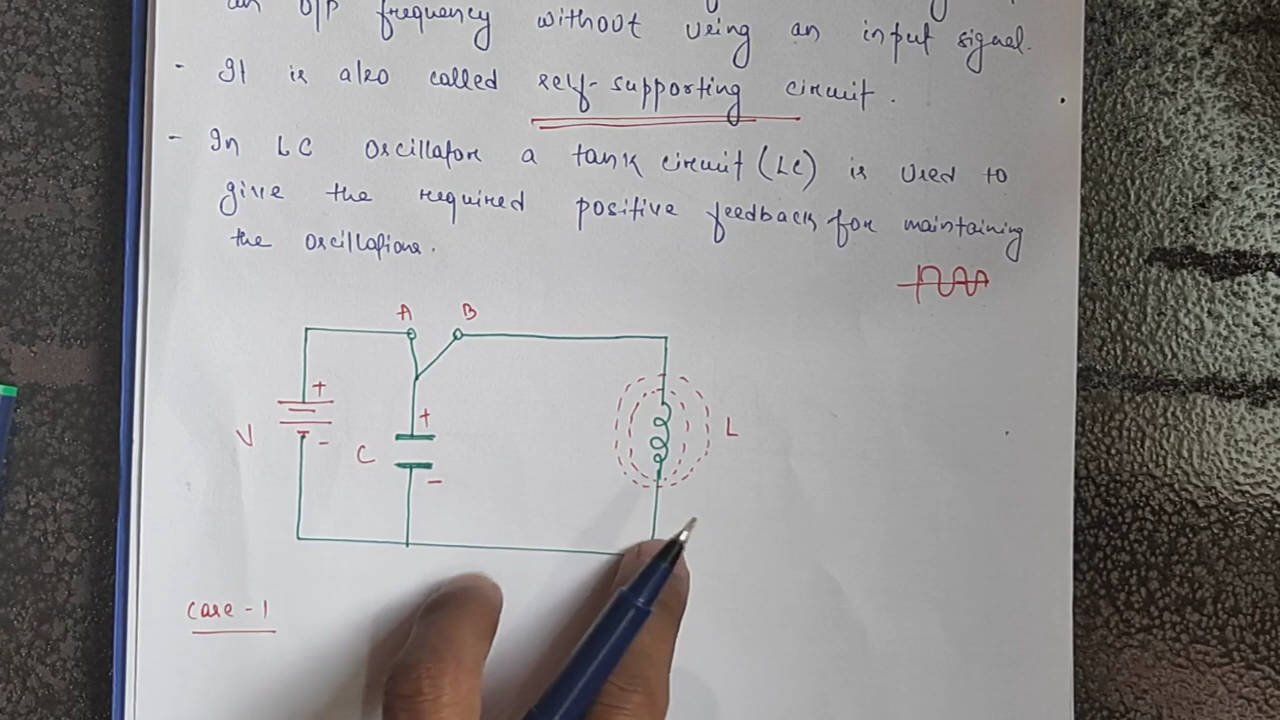 an O/P frequency without using an input signal.
- It is also called self-supporting circuit.
- In LC oscillator a tank circuit (LC) is used to
give the required positive feedback for maintaining
the oscillations.
A B
+
+
V - C L
-
Case - 1